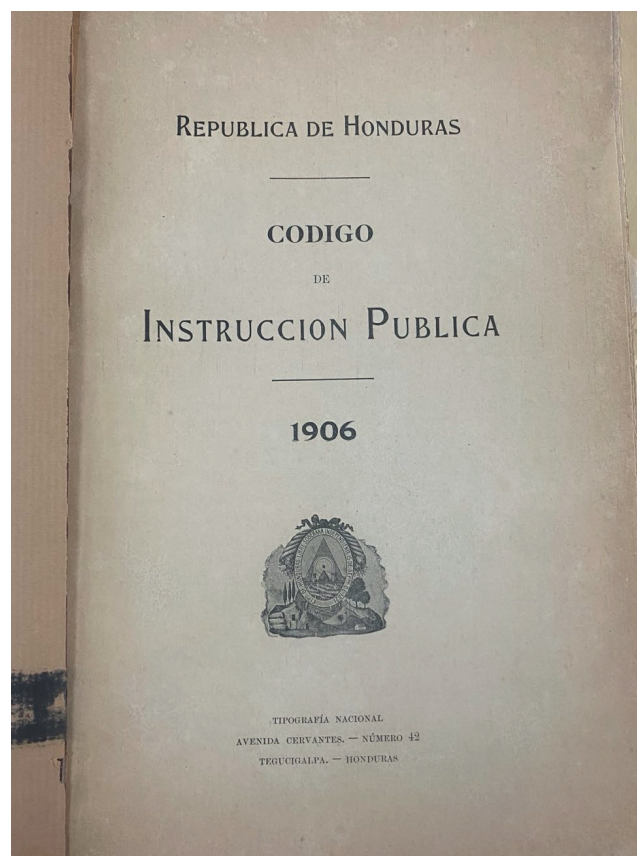 REPUBLICA DE HONDURAS
CODIGO
DE
INSTRUCCION PUBLICA
1906
TIPOGRAFÍA NACIONAL
AVENIDA CERVANTES. — NÚMERO 42
TEGUCIGALPA. — HONDURAS